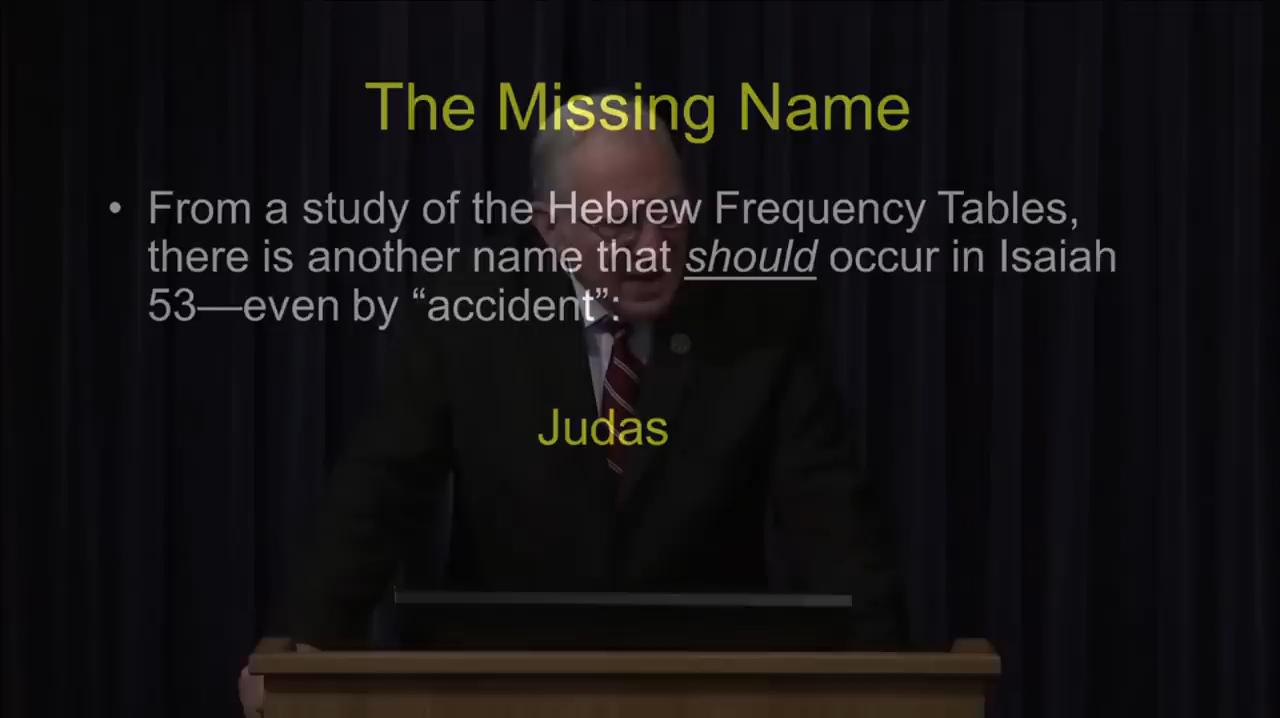 The Missing Name
• From a study of the Hebrew Frequency Tables,
there is another name that should occur in Isaiah
53—even by “accident”:
Judas